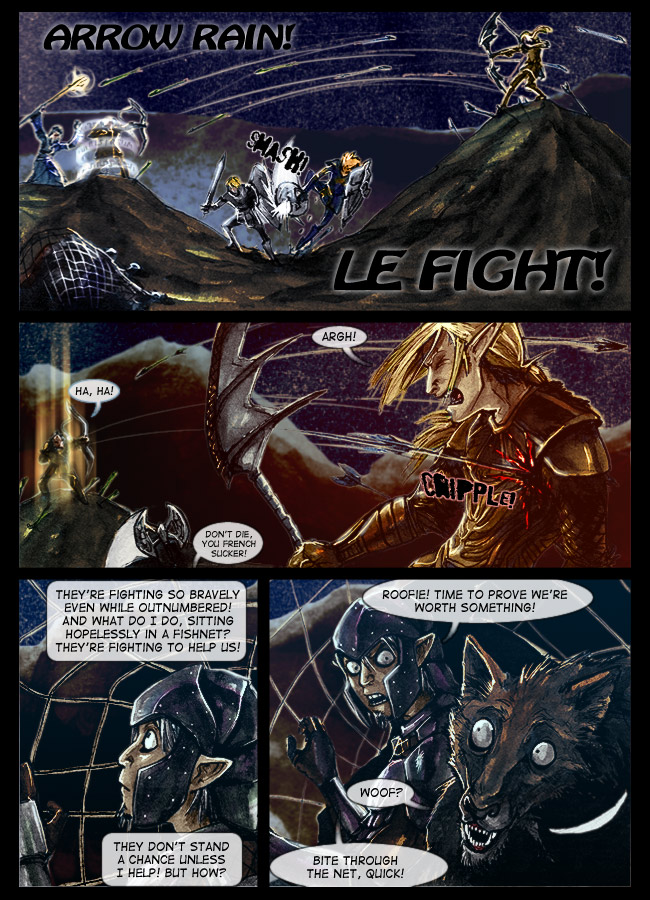 ARROW RAIN!
SMASH!
LE FIGHT!
ARGH!
HA, HA!
CRIPPLE!
DON'T DIE,
YOU FRENCH
SUCKER!
THEY'RE FIGHTING SO BRAVELY
EVEN WHILE OUTNUMBERED!
AND WHAT DO I DO, SITTING
HOPELESSLY IN A FISHNET?
THEY'RE FIGHTING TO HELP US!
THEY DON'T STAND
A CHANCE UNLESS
I HELP! BUT HOW?
ROOFIE! TIME TO PROVE WE'RE
WORTH SOMETHING!
WOOF?
BITE THROUGH
THE NET, QUICK!